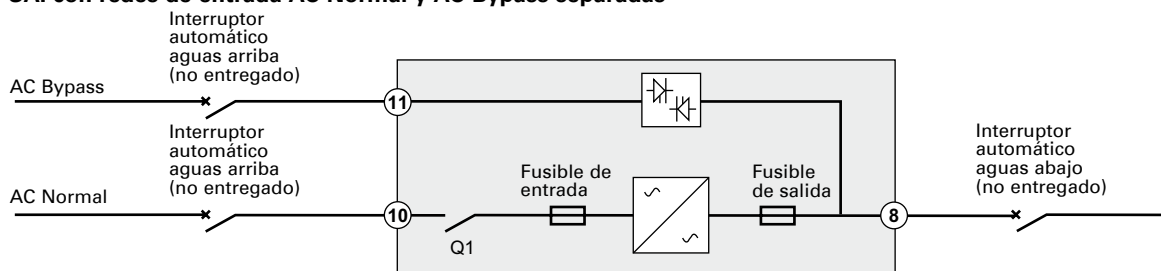 SAI con redes de entrada AC Normal y AC Bypass separadas
Interruptor
automático
aguas arriba
(no entregado)
AC Bypass
11
Interruptor
automático
aguas arriba
(no entregado)
AC Normal
10
Q1
Fusible de
entrada
Fusible
de salida
8
Interruptor
automático
aguas abajo
(no entregado)